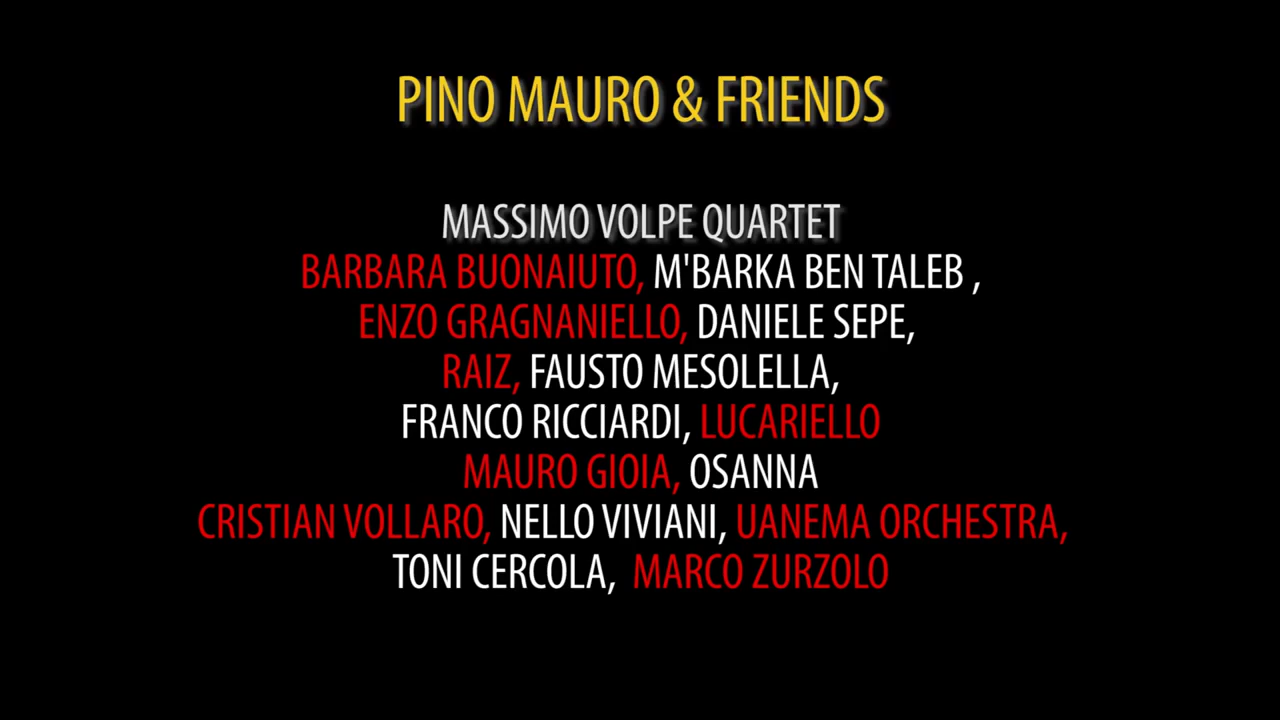 PINO MAURO & FRIENDS
MASSIMO VOLPE QUARTET
BARBARA BUONAIUTO, M'BARKA BEN TALEB ,
ENZO GRAGNANIELLO, DANIELE SEPE,
RAIZ, FAUSTO MESOLELLA,
FRANCO RICCIARDI, LUCARIELLO
MAURO GIOIA, OSANNA
CRISTIAN VOLLARO, NELLO VIVIANI, UANEMA ORCHESTRA,
TONI CERCOLA, MARCO ZURZOLO